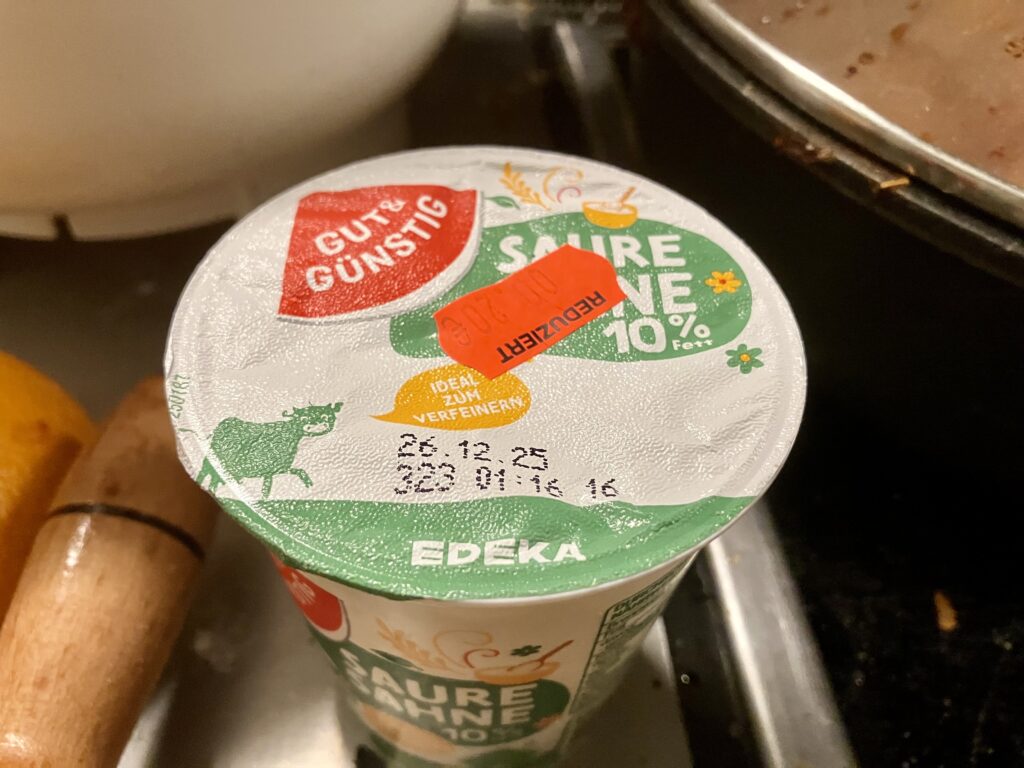 GUT&
GÜNSTIG
SAURE
NE
10%
Fett
REDUZIERT
IDEAL
ZUM
VERFEINERN
26.12.25
323 01:16 16
EDEKA
SAURE
SAHNE
10%